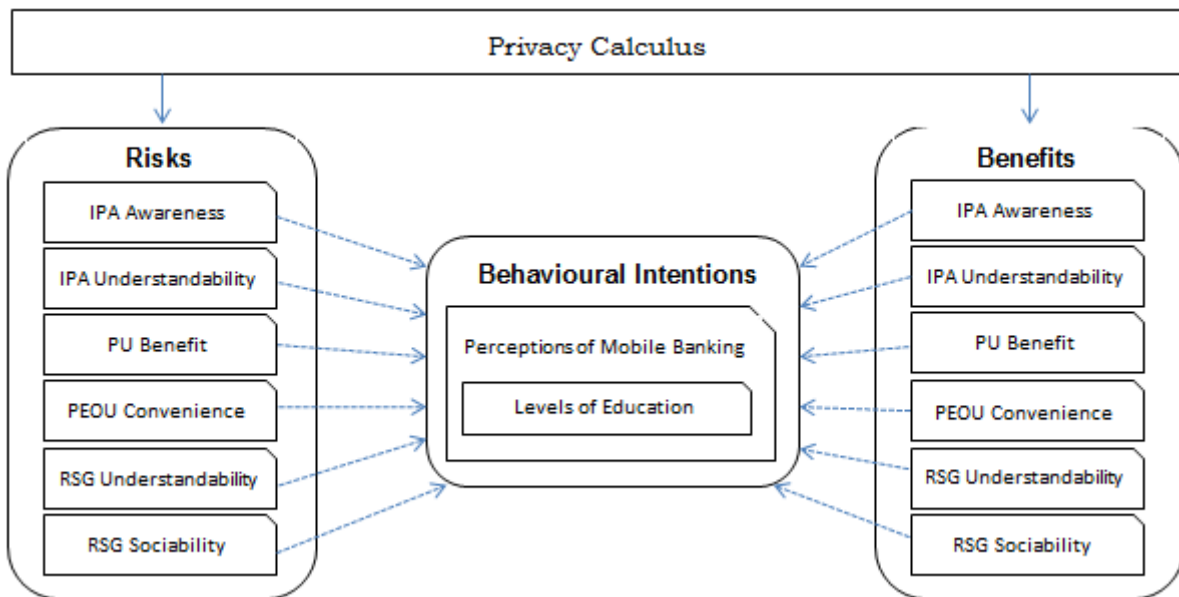 Privacy Calculus
Risks
IPA Awareness
IPA Understandability
PU Benefit
PEOU Convenience
RSG Understandability
RSG Sociability
Behavioural Intentions
Perceptions of Mobile Banking
Levels of Education
Benefits
IPA Awareness
IPA Understandability
PU Benefit
PEOU Convenience
RSG Understandability
RSG Sociability